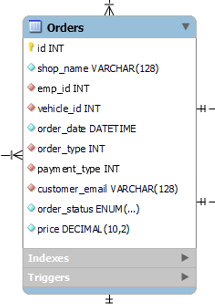 Orders
id INT
shop_name VARCHAR(128)
emp_id INT
vehicle_id INT
order_date DATETIME
order_type INT
payment_type INT
customer_email VARCHAR(128)
order_status ENUM(...)
price DECIMAL(10,2)
Indexes
Triggers